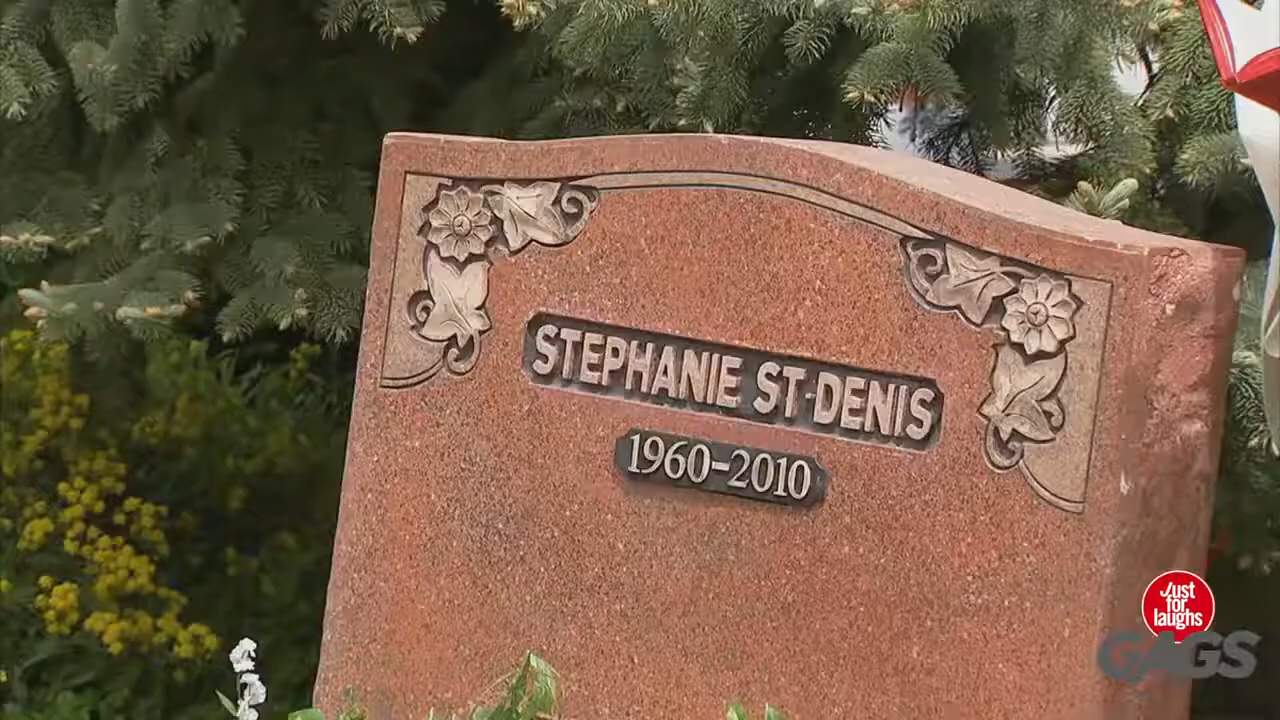 STEPHANIE ST-DENIS
1960-2010
Just
for
laughs
GAGS